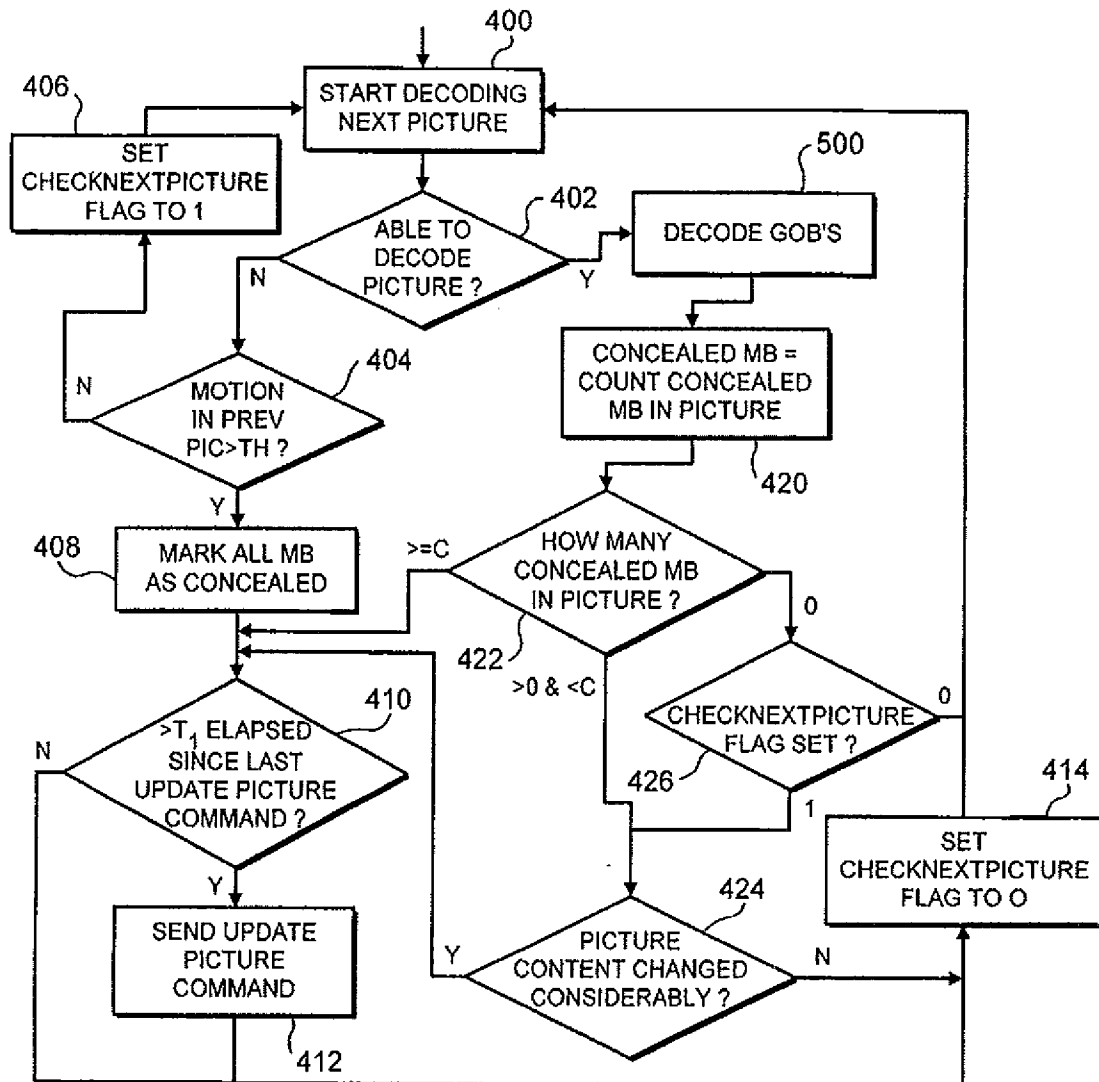 400
START DECODING
NEXT PICTURE
406
SET
CHECKNEXTPICTURE
FLAG TO 1
402
ABLE TO
DECODE
PICTURE ?
N
Y
500
DECODE GOB'S
404
MOTION
IN PREV
PIC>TH ?
N
Y
CONCEALED MB =
COUNT CONCEALED
MB IN PICTURE
420
408
MARK ALL MB
AS CONCEALED
>=C
HOW MANY
CONCEALED MB
IN PICTURE ?
0
422
>0 & <C
410
>T1 ELAPSED
SINCE LAST
UPDATE PICTURE
COMMAND ?
N
Y
CHECKNEXTPICTURE
FLAG SET ?
0
426
1
414
SET
CHECKNEXTPICTURE
FLAG TO O
SEND UPDATE
PICTURE
COMMAND
412
424
PICTURE
CONTENT CHANGED
CONSIDERABLY ?
Y
N